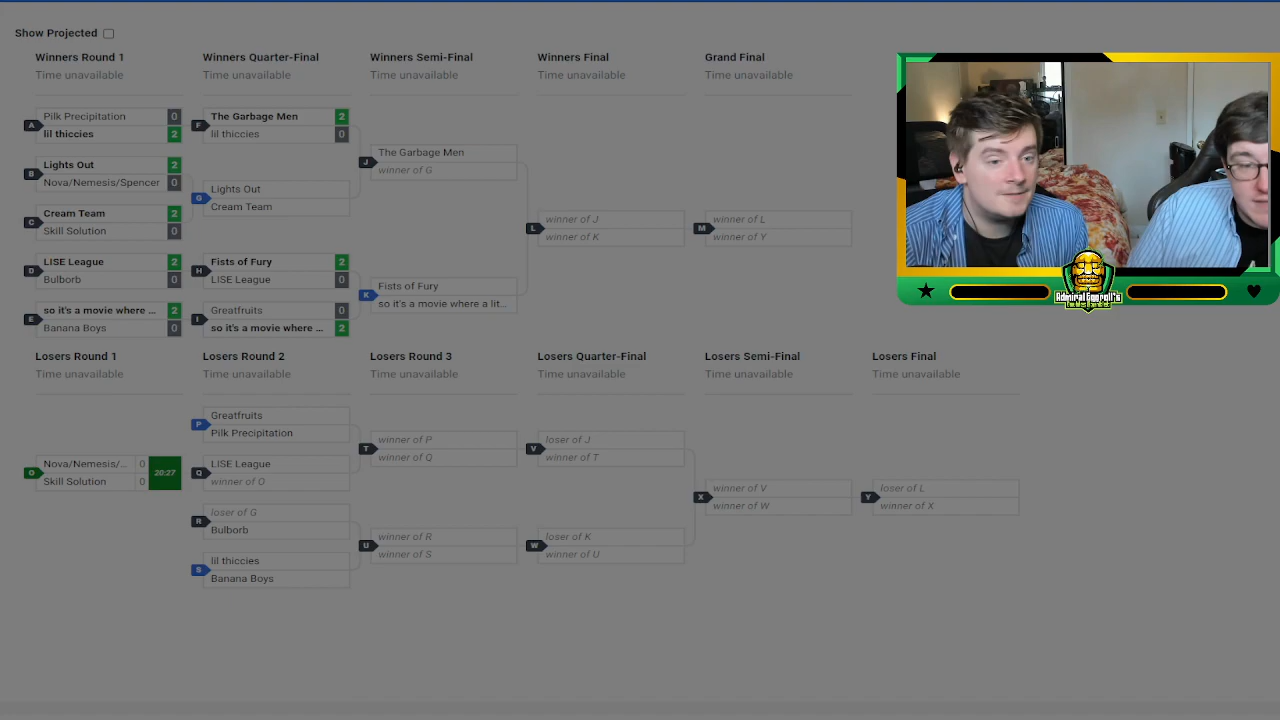 Show Projected
Winners Round 1
Time unavailable
Winners Quarter-Final
Time unavailable
Winners Semi-Final
Time unavailable
Winners Final
Time unavailable
Grand Final
Time unavailable
A
Pilk Precipitation 0
lil thiccies 2
B
Lights Out 2
Nova/Nemesis/Spencer 0
C
Cream Team 2
Skill Solution 0
D
LISE League 2
Bulborb 0
E
so it's a movie where ... 2
Banana Boys 0
F
The Garbage Men 2
lil thiccies 0
G
Lights Out
Cream Team
H
Fists of Fury 2
LISE League 0
I
Greatfruits 0
so it's a movie where ... 2
J
The Garbage Men
winner of G
K
Fists of Fury
so it's a movie where a lit...
L
winner of J
winner of K
M
winner of L
winner of Y
Admiral Eggroll's
Losers Round 1
Time unavailable
Losers Round 2
Time unavailable
Losers Round 3
Time unavailable
Losers Quarter-Final
Time unavailable
Losers Semi-Final
Time unavailable
Losers Final
Time unavailable
O
Nova/Nemesis/... 0
Skill Solution 0
20:27
P
Greatfruits
Pilk Precipitation
Q
LISE League
winner of O
R
loser of G
Bulborb
S
lil thiccies
Banana Boys
T
winner of P
winner of Q
U
winner of R
winner of S
V
loser of J
winner of T
W
loser of K
winner of U
X
winner of V
winner of W
Y
loser of L
winner of X